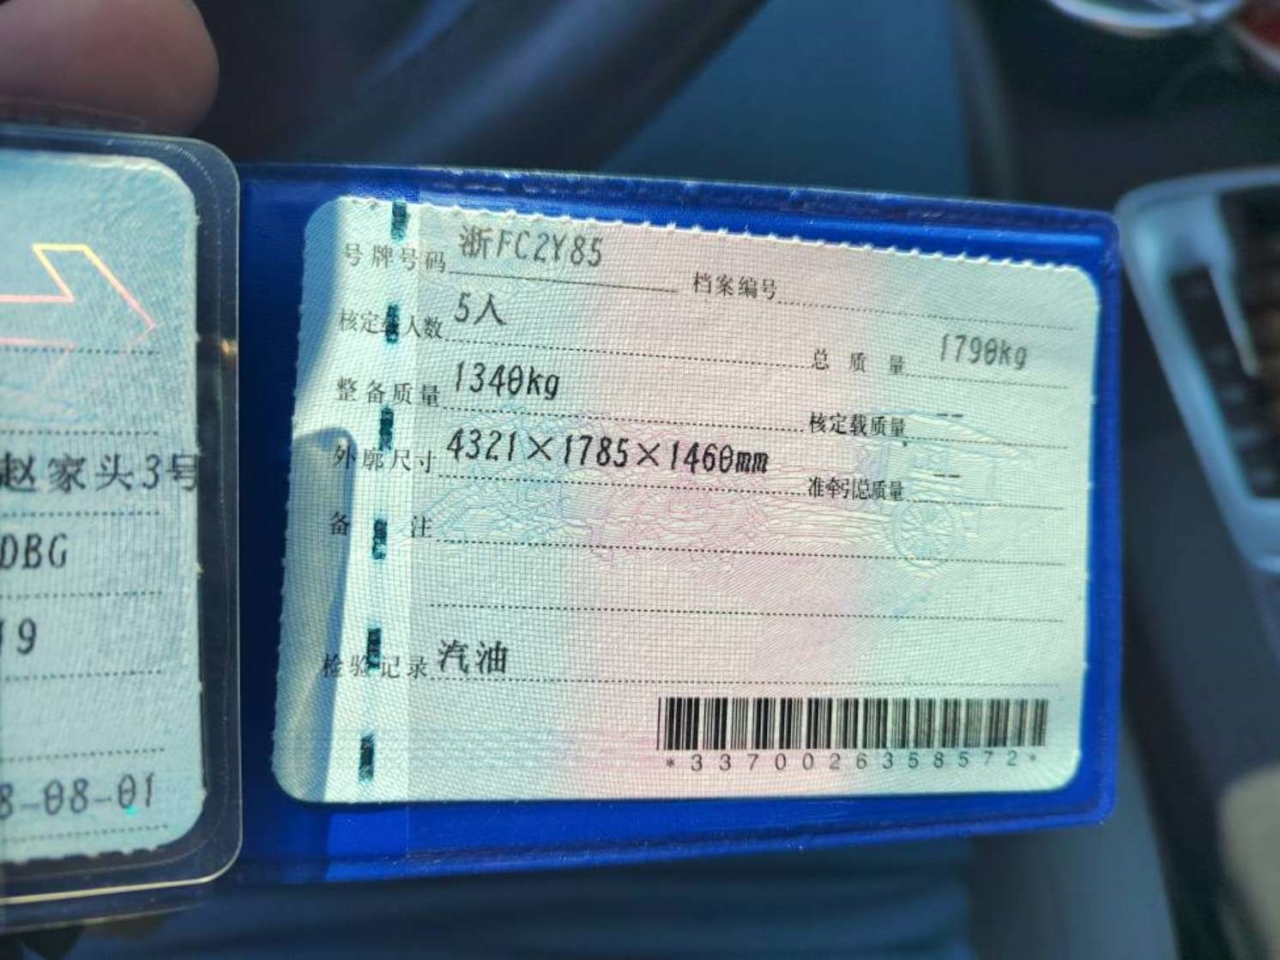 赵家头3号
DBG
19
8-08-01
号牌号码 浙FC2Y85 档案编号
核定载人数 5人 总质量 1790kg
整备质量 1340kg 核定载质量 --
外廓尺寸 4321×1785×1460mm 准牵引总质量 --
备注
检验记录 汽油
*3370026358572*